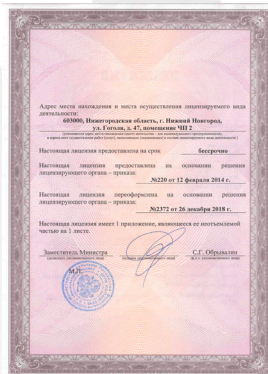 Адрес места нахождения и места осуществления лицензируемого вида
деятельности:
603000, Нижегородская область, г. Нижний Новгород,
ул. Гоголя, д. 47, помещение ЧП 2
Настоящая лицензия предоставлена на срок бессрочно
Настоящая лицензия предоставлена на основании решения
лицензирующего органа – приказа:
№220 от 12 февраля 2014 г.
Настоящая лицензия переоформлена на основании решения
лицензирующего органа – приказа:
№2372 от 26 декабря 2018 г.
Настоящая лицензия имеет 1 приложение, являющееся ее неотъемлемой
частью на 1 листе.
Заместитель Министра С.Г. Обрывалин
М.П.